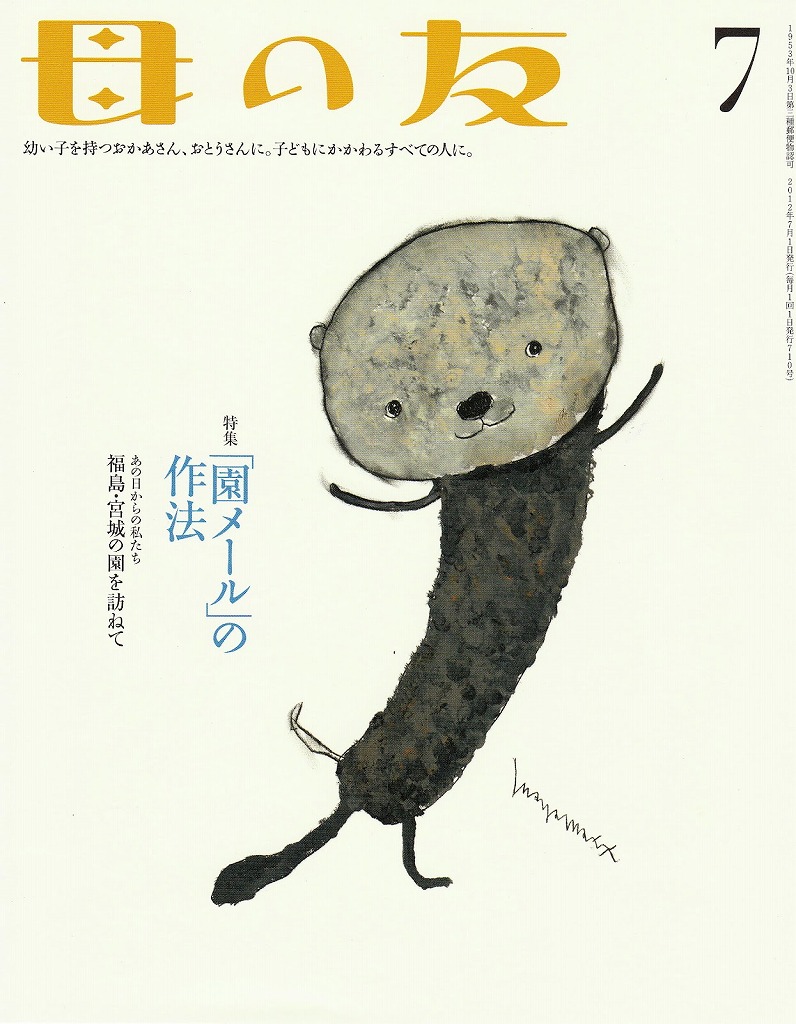 母の友
7
幼い子を持つおかあさん、おとうさんに。子どもにかかわるすべての人に。
1953年10月3日第三種郵便物認可　2012年7月1日発行(毎月1回1日発行710号)
特集
「園メール」の
作法
あの日からの私たち
福島・宮城の園を訪ねて